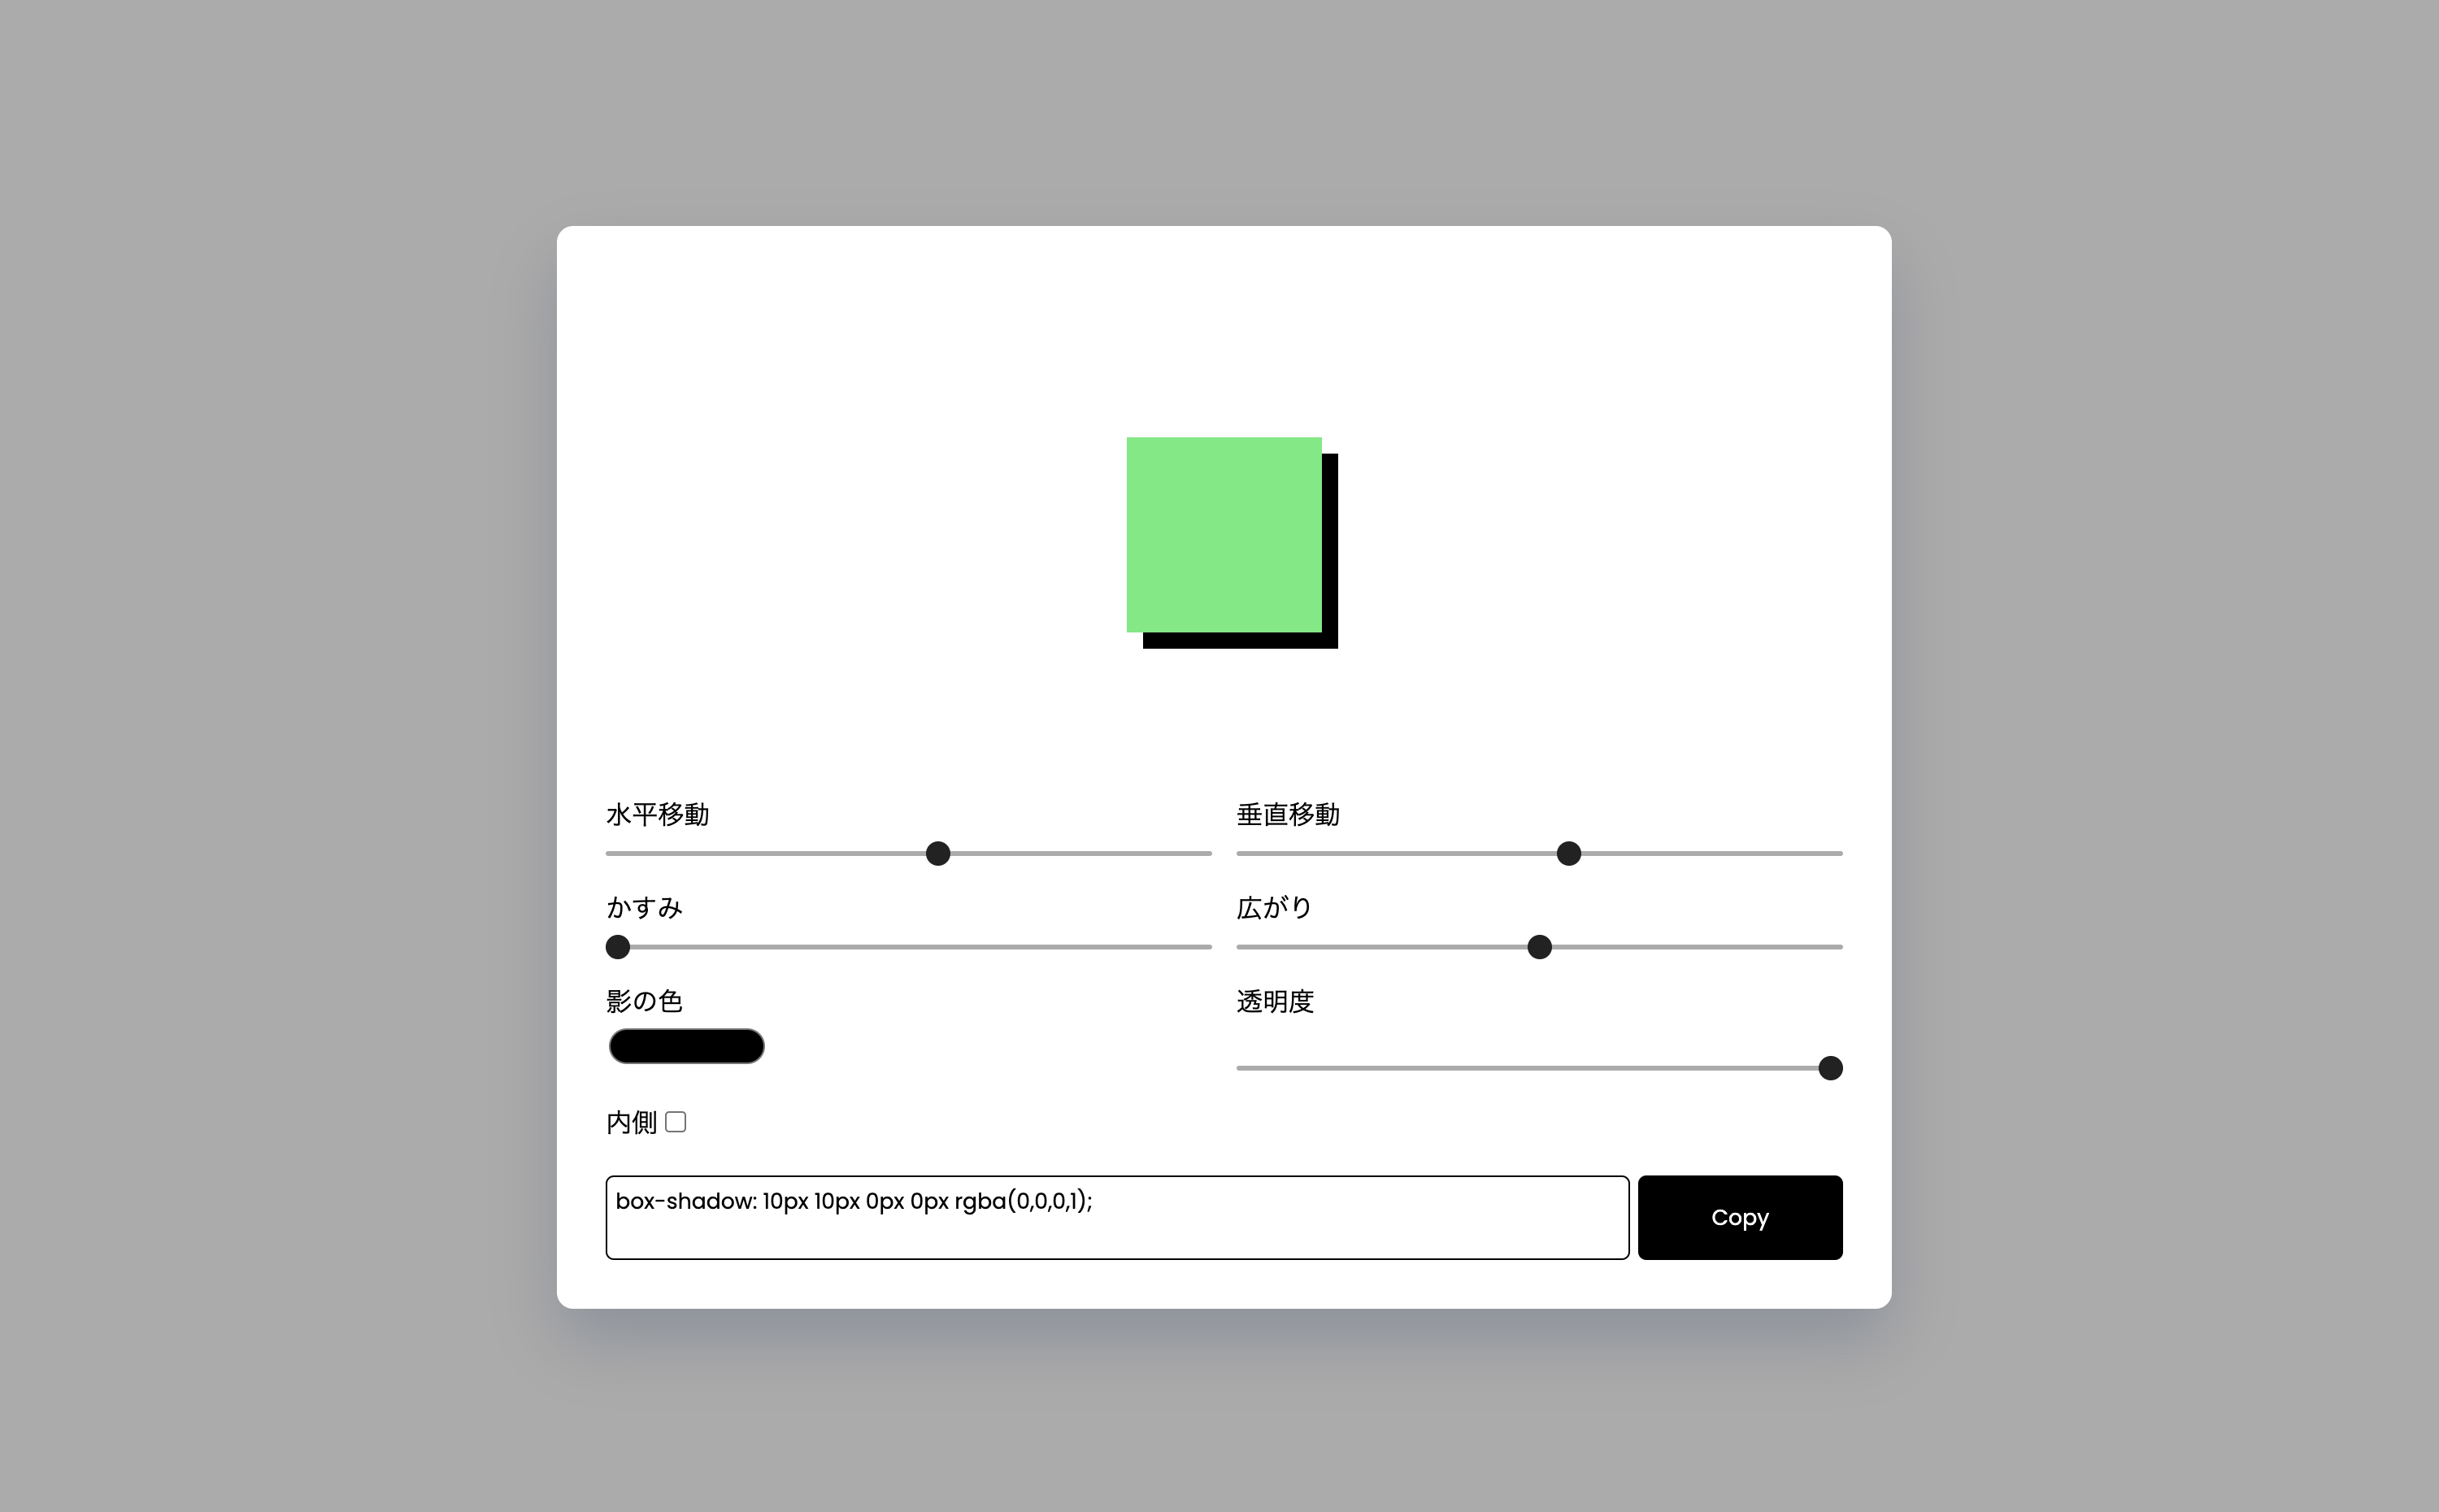 水平移動
垂直移動
かすみ
広がり
影の色
透明度
内側
box-shadow: 10px 10px 0px 0px rgba(0,0,0,1);
Copy